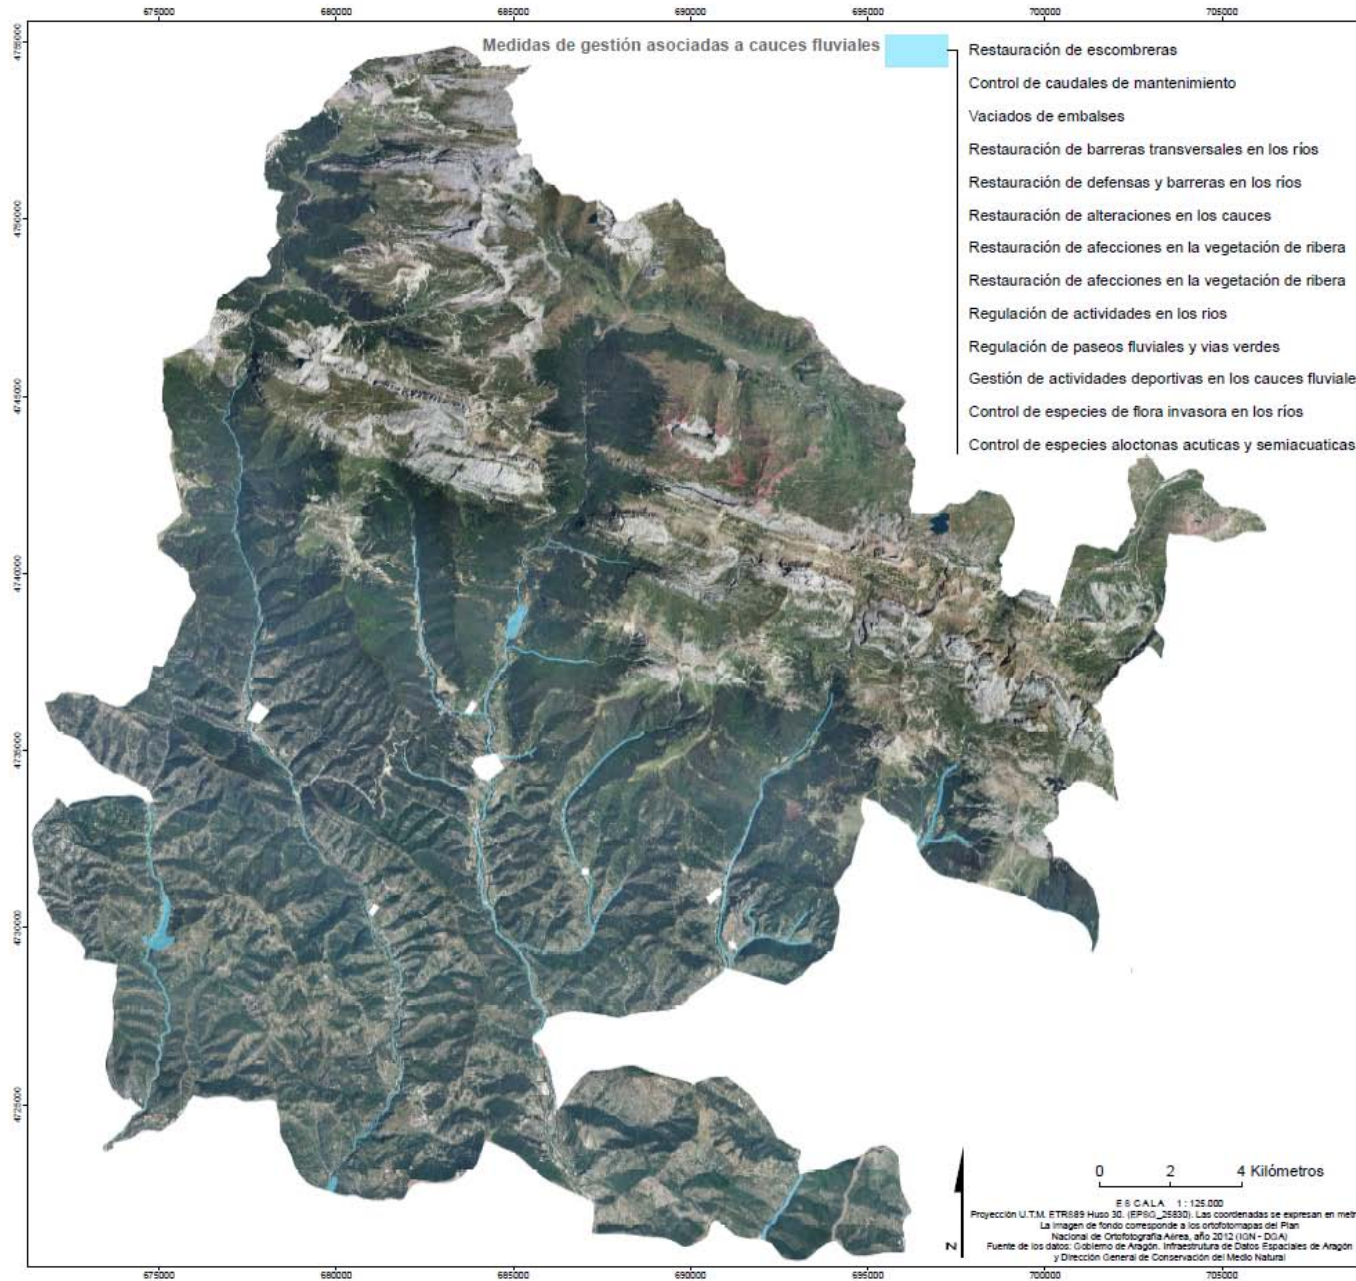 675000 680000 685000 690000 695000 700000 705000
Medidas de gestión asociadas a cauces fluviales
Restauración de escombreras
Control de caudales de mantenimiento
Vaciados de embalses
Restauración de barreras transversales en los ríos
Restauración de defensas y barreras en los ríos
Restauración de alteraciones en los cauces
Restauración de afecciones en la vegetación de ribera
Restauración de afecciones en la vegetación de ribera
Regulación de actividades en los rios
Regulación de paseos fluviales y vias verdes
Gestión de actividades deportivas en los cauces fluviale
Control de especies de flora invasora en los ríos
Control de especies aloctonas acuticas y semiacuaticas
4755000
4750000
4745000
4740000
4735000
4730000
4725000
0 2 4 Kilómetros
ESCALA 1:125.000
Proyección U.T.M. ETRS89 Huso 30. (EPSG_25830). Las coordenadas se expresan en metr
La imagen de fondo corresponde a los ortofotomapas del Plan
Nacional de Ortofotografía Aérea, año 2012 (IGN - DGA)
Fuente de los datos: Gobierno de Aragón. Infraestrutura de Datos Espaciales de Aragón
y Dirección General de Conservación del Medio Natural
N
675000 680000 685000 690000 695000 700000 705000